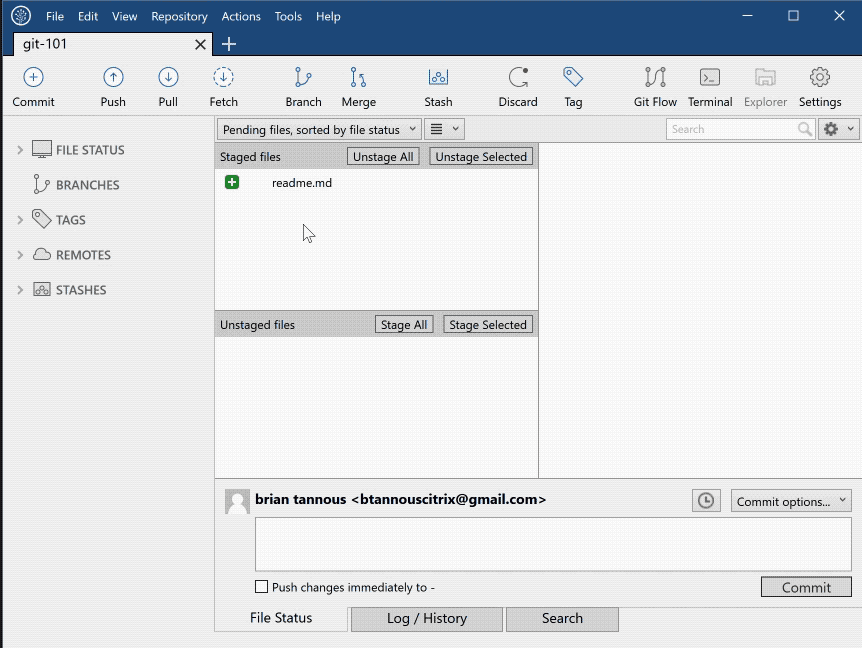 File Edit View Repository Actions Tools Help
git-101
Commit Push Pull Fetch Branch Merge Stash Discard Tag Git Flow Terminal Explorer Settings
Pending files, sorted by file status
Search
FILE STATUS
BRANCHES
TAGS
REMOTES
STASHES
Staged files Unstage All Unstage Selected
readme.md
Unstaged files Stage All Stage Selected
brian tannous <btannouscitrix@gmail.com>
Commit options...
Push changes immediately to -
Commit
File Status Log / History Search